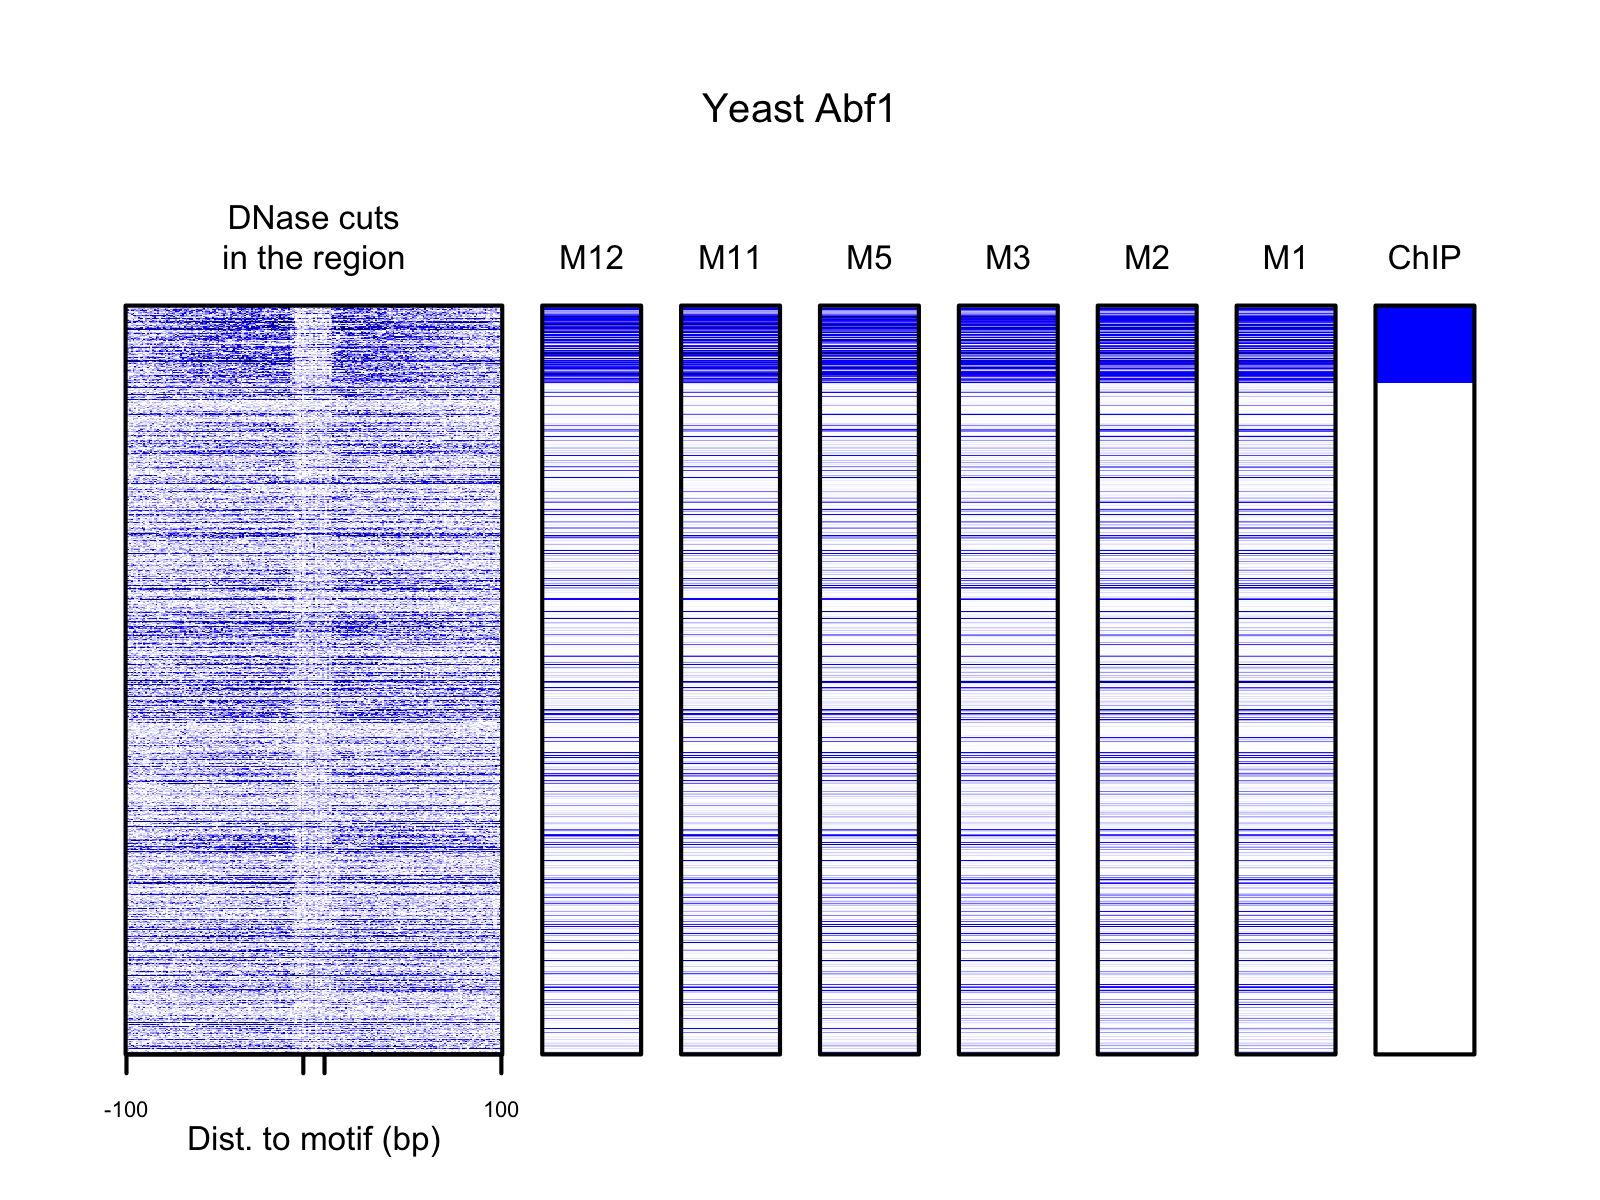 Yeast Abf1
DNase cuts
in the region
M12
M11
M5
M3
M2
M1
ChIP
-100
100
Dist. to motif (bp)